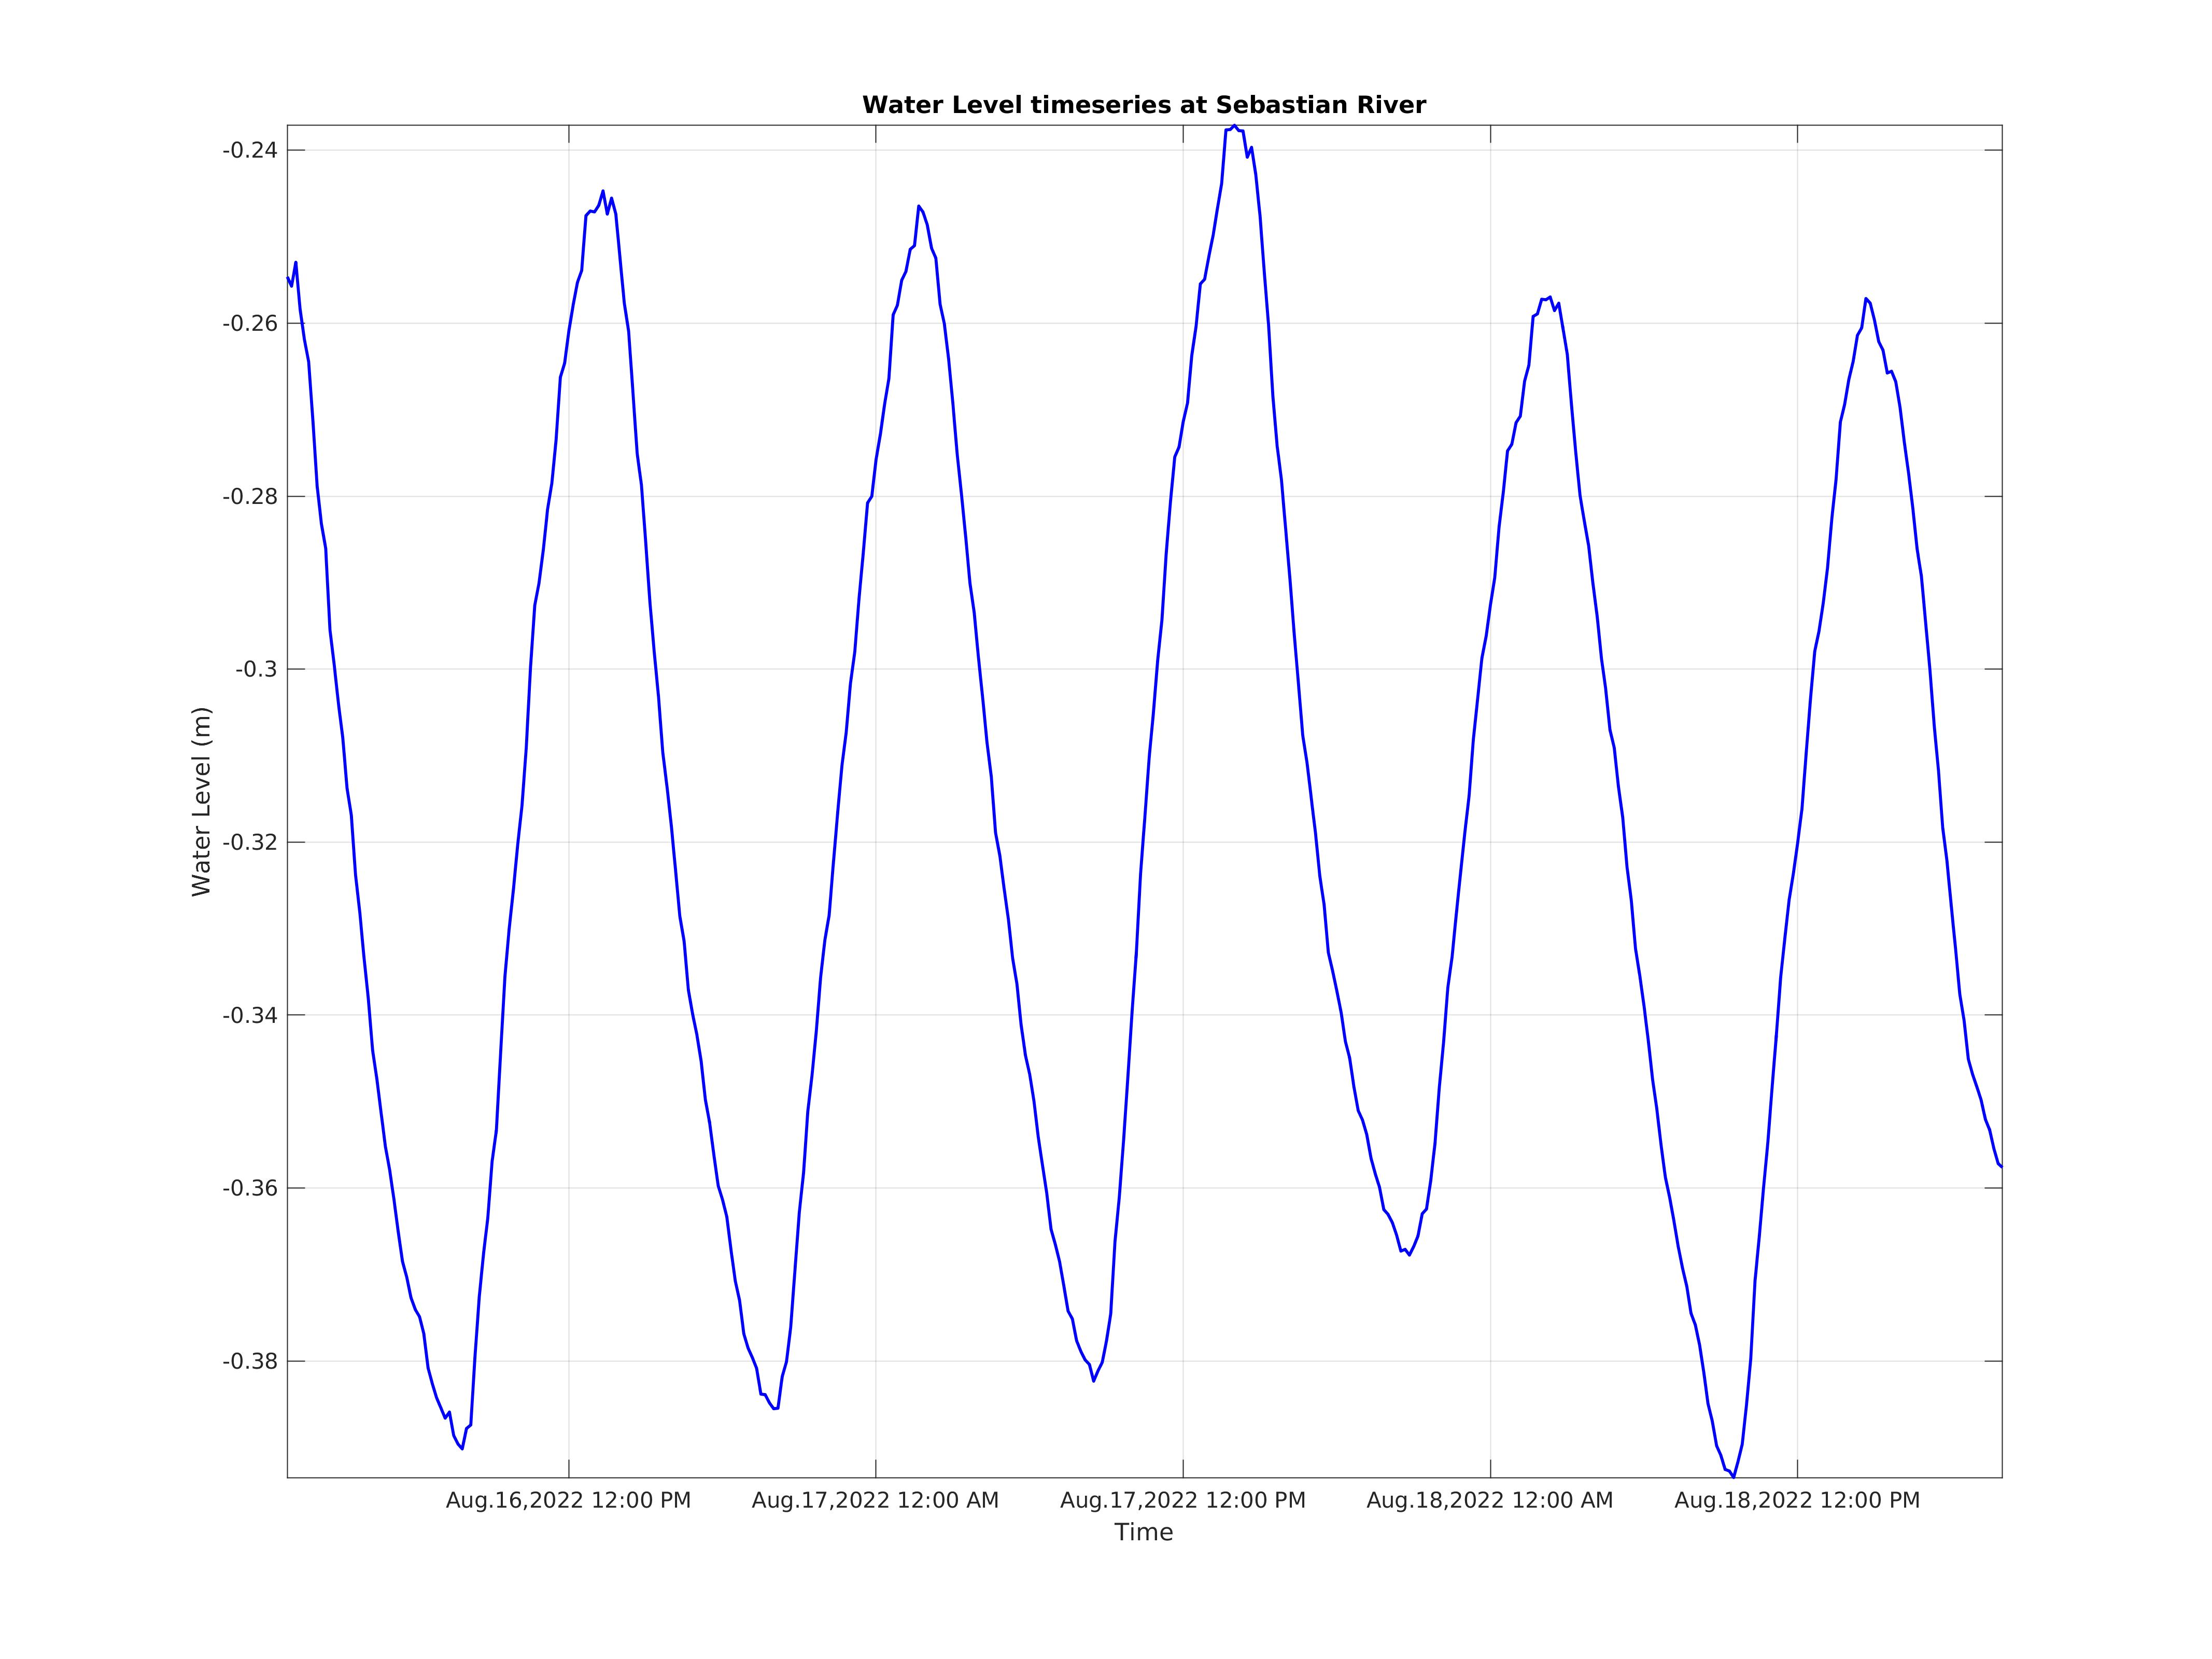 Water Level timeseries at Sebastian River
-0.24
-0.26
-0.28
-0.3
-0.32
-0.34
-0.36
-0.38
Water Level (m)
Aug.16,2022 12:00 PM
Aug.17,2022 12:00 AM
Aug.17,2022 12:00 PM
Aug.18,2022 12:00 AM
Aug.18,2022 12:00 PM
Time